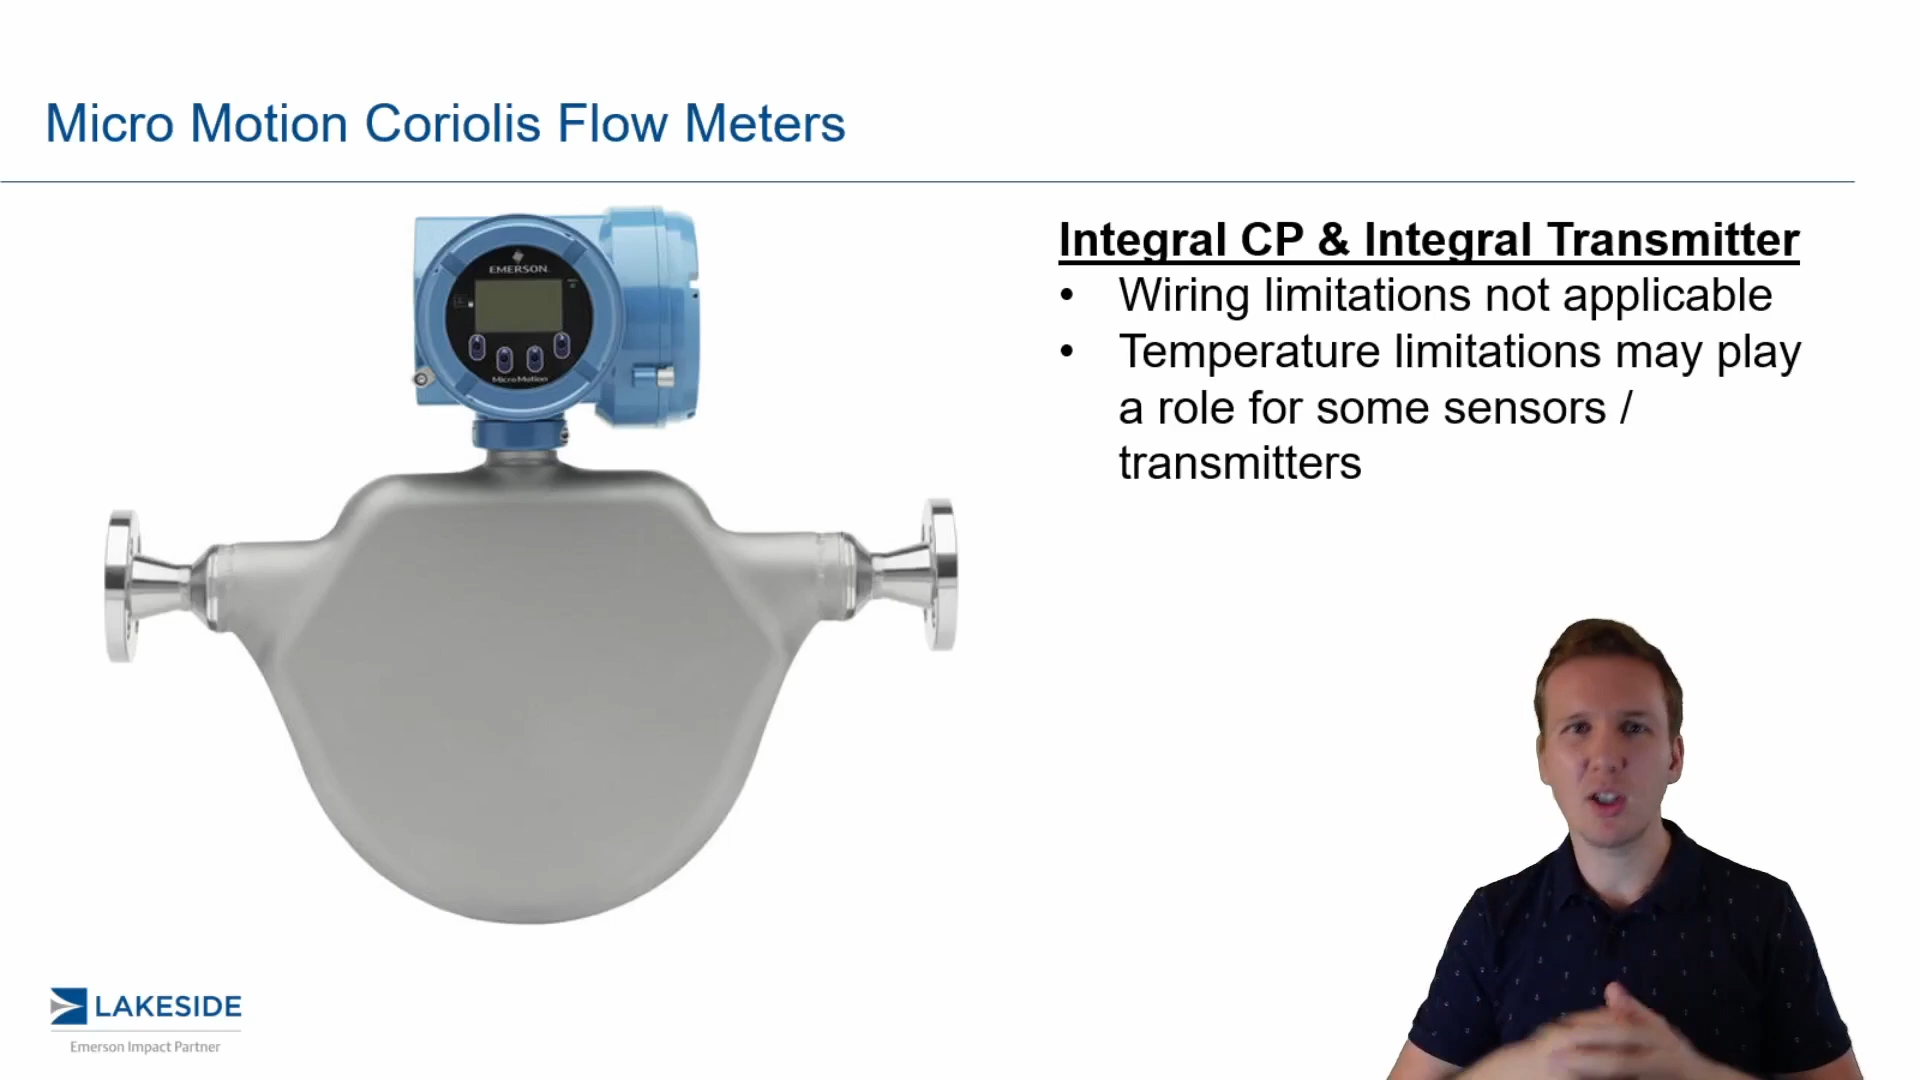 Micro Motion Coriolis Flow Meters
Integral CP & Integral Transmitter
• Wiring limitations not applicable
• Temperature limitations may play
a role for some sensors /
transmitters
EMERSON
Micro Motion
LAKESIDE
Emerson Impact Partner